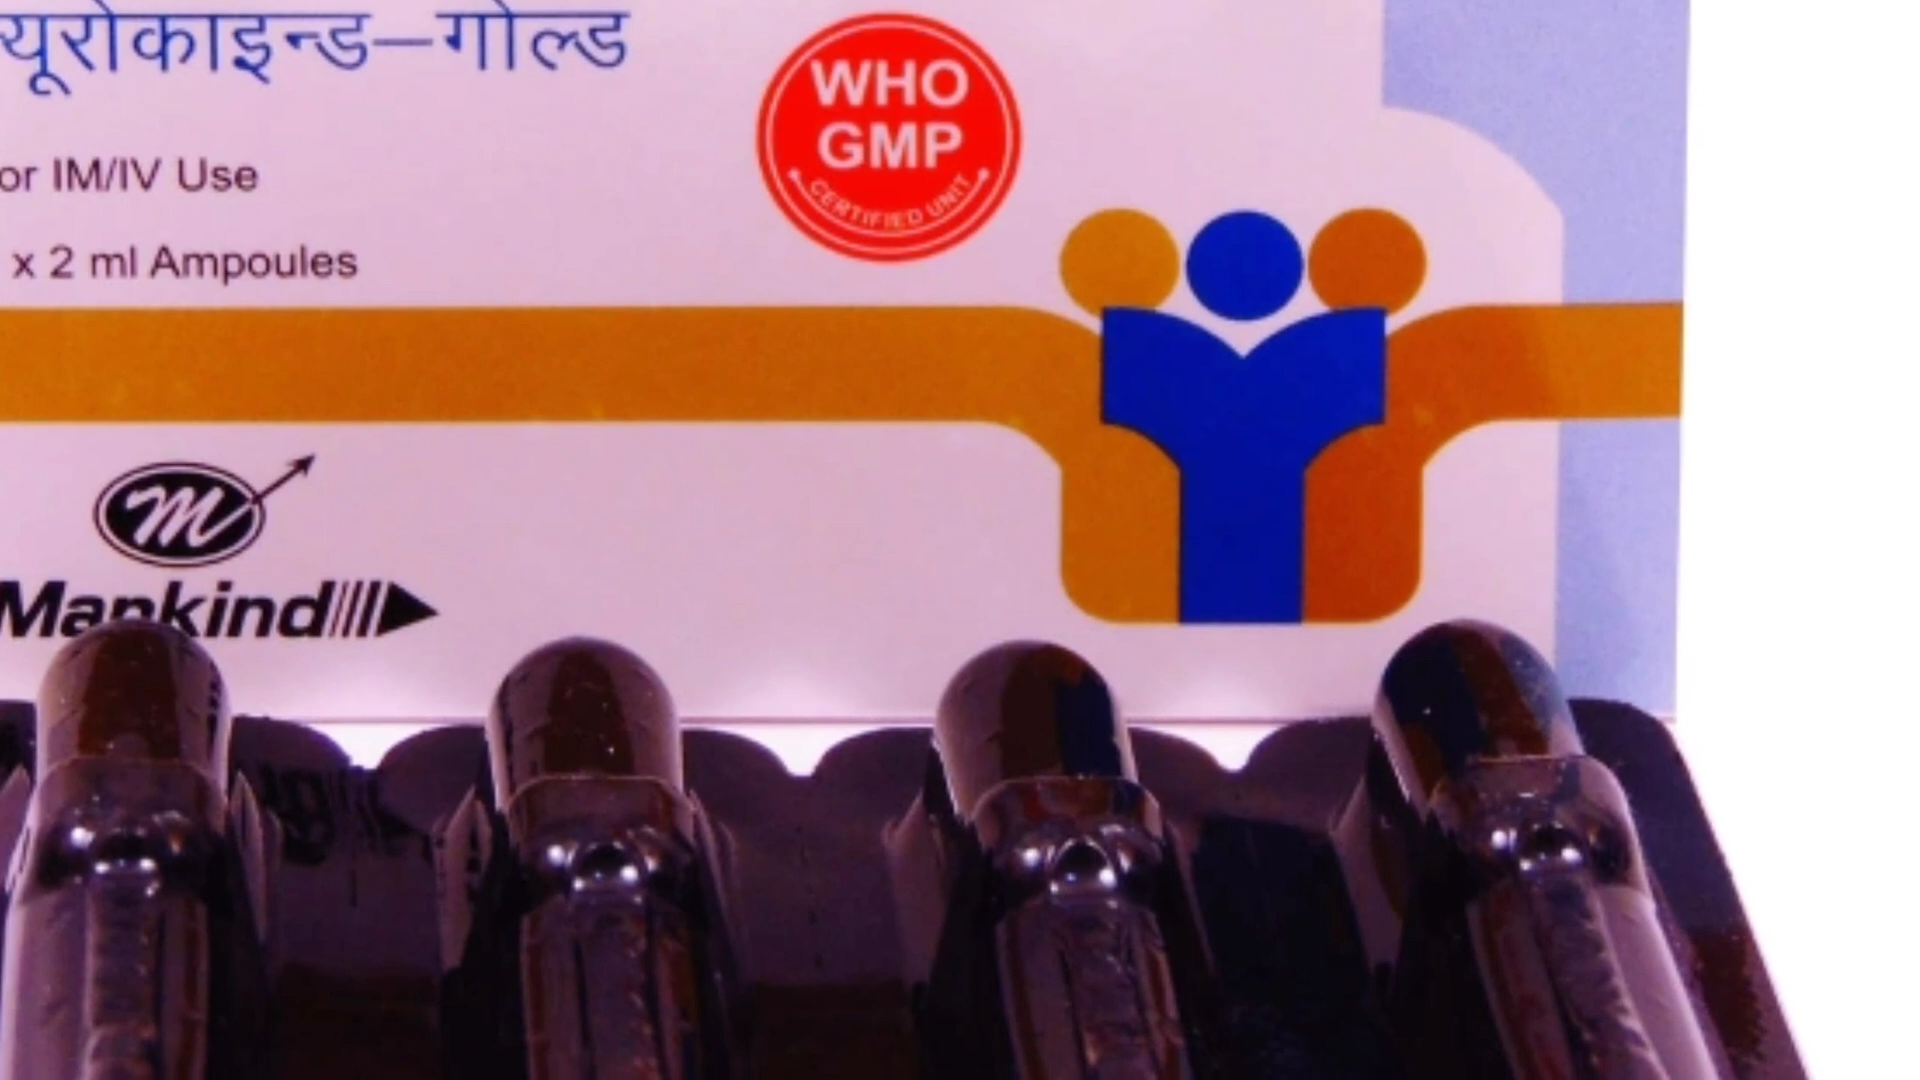 यूरोकाइन्ड–गोल्ड
or IM/IV Use
x 2 ml Ampoules
WHO
GMP
CERTIFIED UNIT
m
Mankind